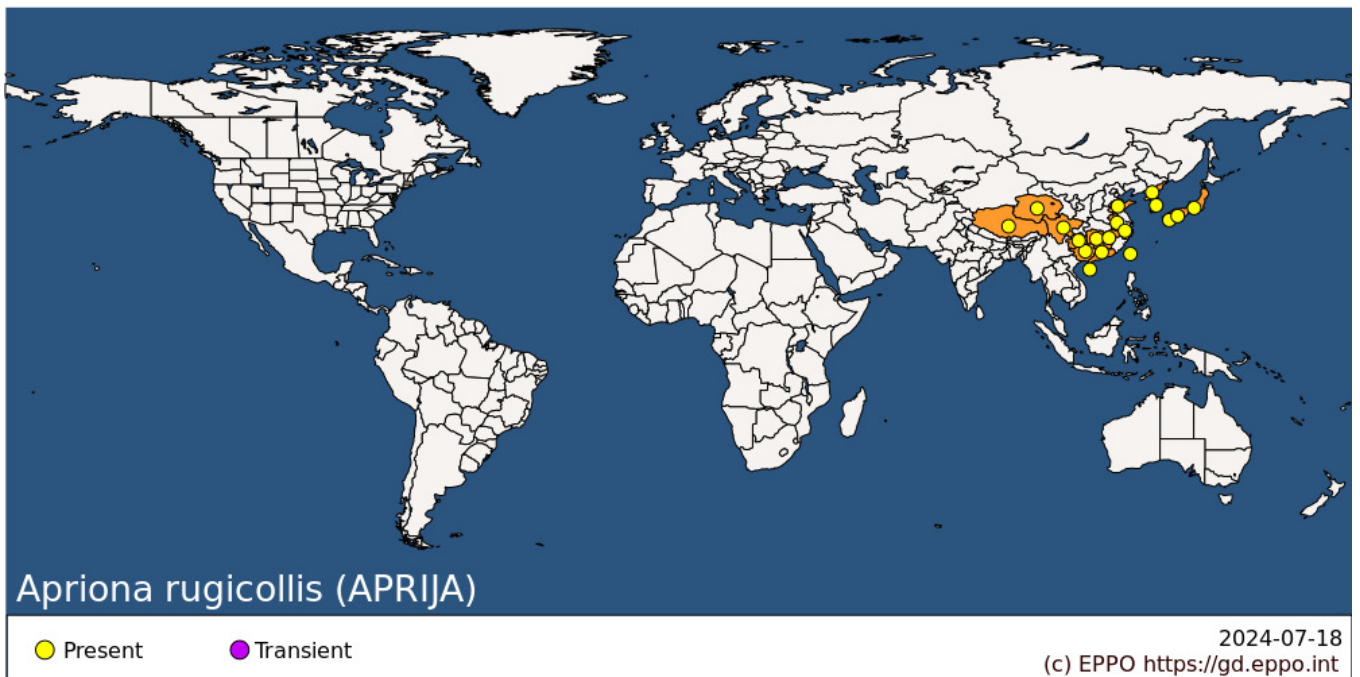 Apriona rugicollis (APRIJA)
Present
Transient
2024-07-18
(c) EPPO https://gd.eppo.int